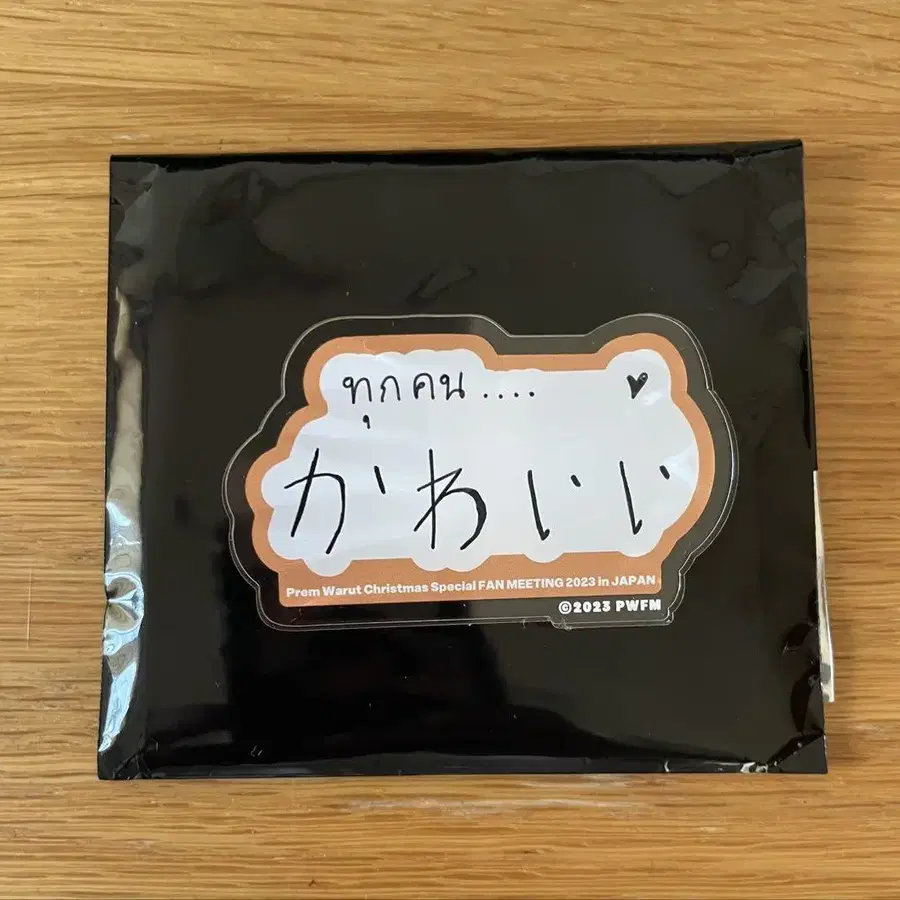 ทุกคน.... ♥
かわいい
Prem Warut Christmas Special FAN MEETING 2023 in JAPAN
©2023 PWFM